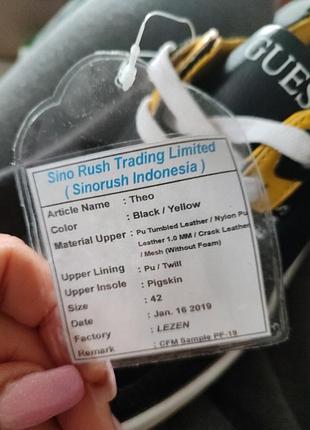 GUES
Sino Rush Trading Limited
( Sinorush Indonesia )
Article Name : Theo
Color : Black / Yellow
Material Upper : Pu Tumbled Leather / Nylon Pu
Leather 1.0 MM / Crack Leather
/ Mesh (Without Foam)
Upper Lining : Pu / Twill
Upper Insole : Pigskin
Size : 42
Date : Jan. 16 2019
Factory : LEZEN
Remark : CFM Sample PF-19